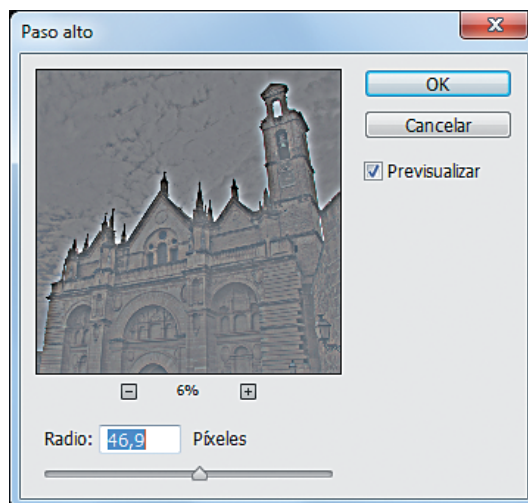 Paso alto
OK
Cancelar
Previsualizar
6%
Radio: 46,9 Píxeles